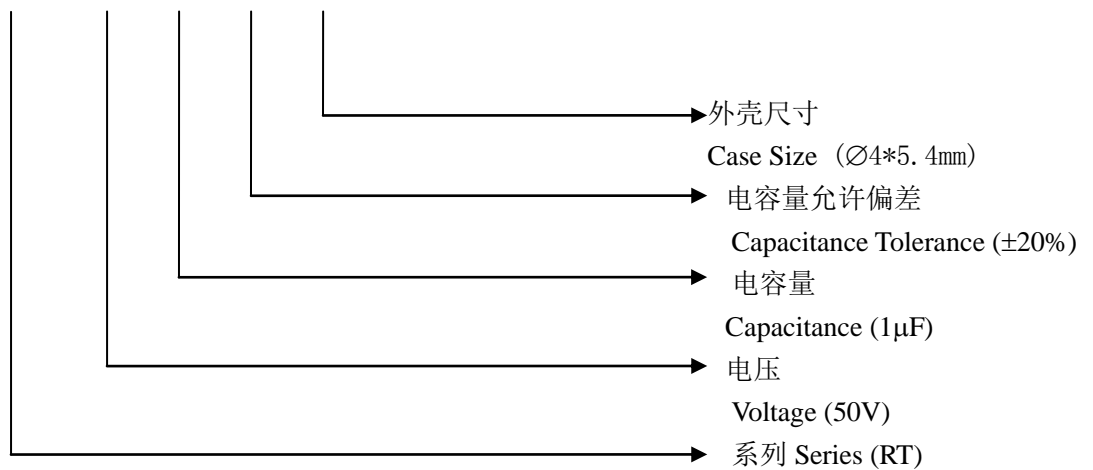 外壳尺寸
Case Size（∅4*5.4mm）
电容量允许偏差
Capacitance Tolerance (±20%)
电容量
Capacitance (1μF)
电压
Voltage (50V)
系列 Series (RT)